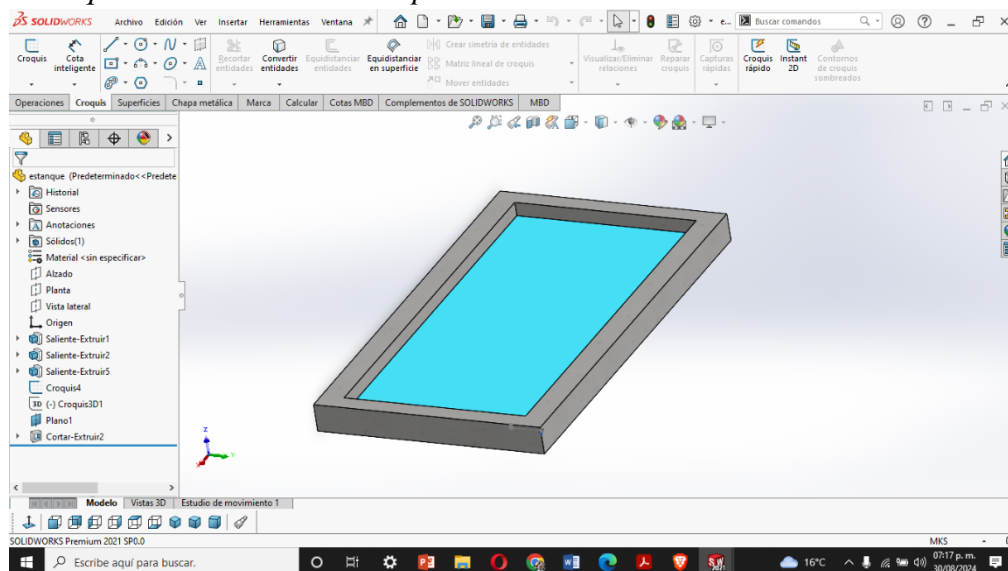 SOLIDWORKS Archivo Edición Ver Insertar Herramientas Ventana e... Buscar comandos
Croquis
Cota inteligente
Recortar entidades
Convertir entidades
Equidistanciar entidades
Equidistanciar en superficie
Crear simetría de entidades
Matriz lineal de croquis
Mover entidades
Visualizar/Eliminar relaciones
Reparar croquis
Capturas rápidas
Croquis rápido
Instant 2D
Contornos de croquis sombreados
Operaciones Croquis Superficies Chapa metálica Marca Calcular Cotas MBD Complementos de SOLIDWORKS MBD
estanque (Predeterminado<<Predete
Historial
Sensores
Anotaciones
Sólidos(1)
Material <sin especificar>
Alzado
Planta
Vista lateral
Origen
Saliente-Extruir1
Saliente-Extruir2
Saliente-Extruir5
Croquis4
3D (-) Croquis3D1
Plano1
Cortar-Extruir2
Z
Y
X
Modelo Vistas 3D Estudio de movimiento 1
SOLIDWORKS Premium 2021 SP0.0 MKS
Escribe aquí para buscar. 16°C 07:17 p. m.
30/08/2024